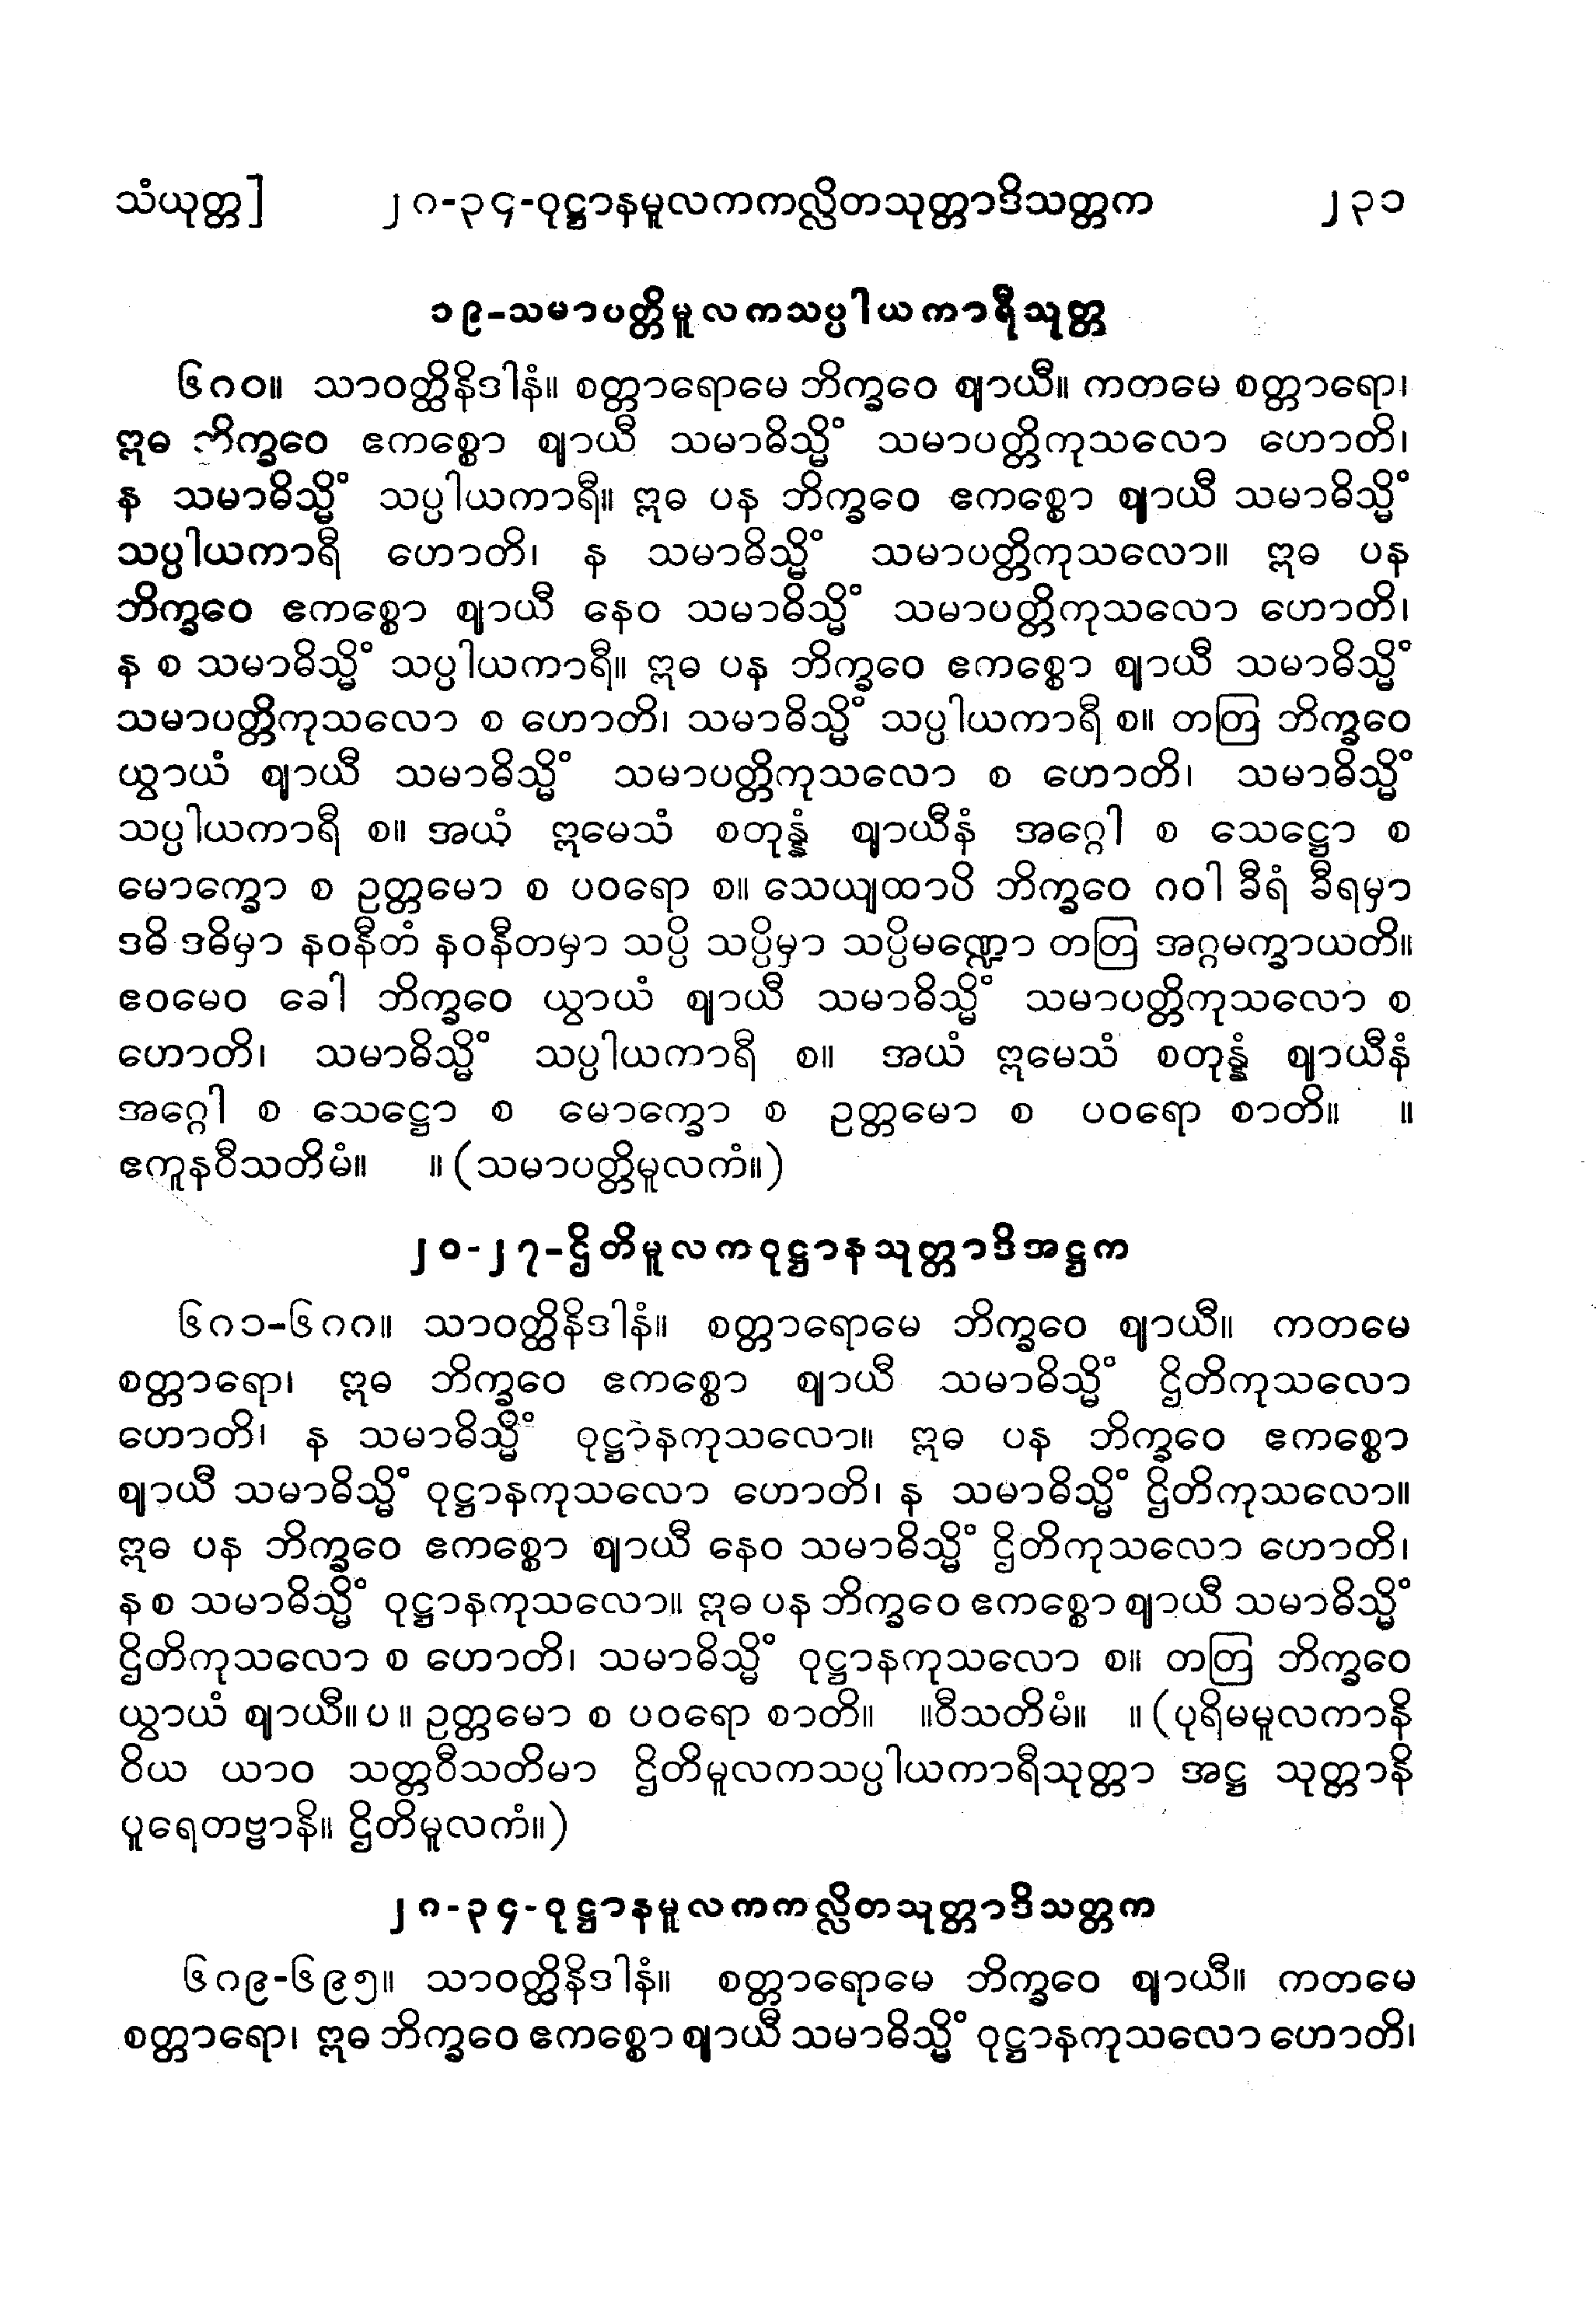 သံယုတ္တ] ၂၈-၃၄-ဝုဋ္ဌာနမူလကကလ္လိတသုတ္တာဒိသတ္တက ၂၃၁
၁၉-သမာပတ္တိမူလကသပ္ပါယကာရီသုတ္တ
၆၈၀။ သာဝတ္ထိနိဒါနံ။ စတ္တာရောမေ ဘိက္ခဝေ ဈာယီ။ ကတမေ စတ္တာရော၊
ဣဓ ဘိက္ခဝေ ဧကစ္စော ဈာယီ သမာဓိသ္မိံ သမာပတ္တိကုသလော ဟောတိ၊
န သမာဓိသ္မိံ သပ္ပါယကာရီ။ ဣဓ ပန ဘိက္ခဝေ ဧကစ္စော ဈာယီ သမာဓိသ္မိံ
သပ္ပါယကာရီ ဟောတိ၊ န သမာဓိသ္မိံ သမာပတ္တိကုသလော။ ဣဓ ပန
ဘိက္ခဝေ ဧကစ္စော ဈာယီ နေဝ သမာဓိသ္မိံ သမာပတ္တိကုသလော ဟောတိ၊
န စ သမာဓိသ္မိံ သပ္ပါယကာရီ။ ဣဓ ပန ဘိက္ခဝေ ဧကစ္စော ဈာယီ သမာဓိသ္မိံ
သမာပတ္တိကုသလော စ ဟောတိ၊ သမာဓိသ္မိံ သပ္ပါယကာရီ စ။ တတြ ဘိက္ခဝေ
ယွာယံ ဈာယီ သမာဓိသ္မိံ သမာပတ္တိကုသလော စ ဟောတိ၊ သမာဓိသ္မိံ
သပ္ပါယကာရီ စ။ အယံ ဣမေသံ စတုန္နံ ဈာယီနံ အဂ္ဂေါ စ သေဋ္ဌော စ
မောက္ခော စ ဥတ္တမော စ ပဝရော စ။ သေယျထာပိ ဘိက္ခဝေ ဂဝါ ခီရံ ခီရမှာ
ဒဓိ ဒဓိမှာ နဝနီတံ နဝနီတမှာ သပ္ပိ သပ္ပိမှာ သပ္ပိမဏ္ဍော တတြ အဂ္ဂမက္ခာယတိ။
ဧဝမေဝ ခေါ ဘိက္ခဝေ ယွာယံ ဈာယီ သမာဓိသ္မိံ သမာပတ္တိကုသလော စ
ဟောတိ၊ သမာဓိသ္မိံ သပ္ပါယကာရီ စ။ အယံ ဣမေသံ စတုန္နံ ဈာယီနံ
အဂ္ဂေါ စ သေဋ္ဌော စ မောက္ခော စ ဥတ္တမော စ ပဝရော စာတိ။ ။
ဧကူနဝီသတိမံ။ ။ (သမာပတ္တိမူလကံ။)
၂၀-၂၇-ဌိတိမူလကဝုဋ္ဌာနသုတ္တာဒိအဋ္ဌက
၆၈၁-၆၈၈။ သာဝတ္ထိနိဒါနံ။ စတ္တာရောမေ ဘိက္ခဝေ ဈာယီ။ ကတမေ
စတ္တာရော၊ ဣဓ ဘိက္ခဝေ ဧကစ္စော ဈာယီ သမာဓိသ္မိံ ဌိတိကုသလော
ဟောတိ၊ န သမာဓိသ္မိံ ဝုဋ္ဌာနကုသလော။ ဣဓ ပန ဘိက္ခဝေ ဧကစ္စော
ဈာယီ သမာဓိသ္မိံ ဝုဋ္ဌာနကုသလော ဟောတိ၊ န သမာဓိသ္မိံ ဌိတိကုသလော။
ဣဓ ပန ဘိက္ခဝေ ဧကစ္စော ဈာယီ နေဝ သမာဓိသ္မိံ ဌိတိကုသလော ဟောတိ၊
န စ သမာဓိသ္မိံ ဝုဋ္ဌာနကုသလော။ ဣဓ ပန ဘိက္ခဝေ ဧကစ္စော ဈာယီ သမာဓိသ္မိံ
ဌိတိကုသလော စ ဟောတိ၊ သမာဓိသ္မိံ ဝုဋ္ဌာနကုသလော စ။ တတြ ဘိက္ခဝေ
ယွာယံ ဈာယီ။ ပ ။ ဥတ္တမော စ ပဝရော စာတိ။ ။ဝီသတိမံ။ ။ (ပုရိမမူလကာနိ
ဝိယ ယာဝ သတ္တဝီသတိမာ ဌိတိမူလကသပ္ပါယကာရီသုတ္တာ အဋ္ဌ သုတ္တာနိ
ပူရေတဗ္ဗာနိ။ ဌိတိမူလကံ။)
၂၈-၃၄-ဝုဋ္ဌာနမူလကကလ္လိတသုတ္တာဒိသတ္တက
၆၈၉-၆၉၅။ သာဝတ္ထိနိဒါနံ။ စတ္တာရောမေ ဘိက္ခဝေ ဈာယီ။ ကတမေ
စတ္တာရော၊ ဣဓ ဘိက္ခဝေ ဧကစ္စော ဈာယီ သမာဓိသ္မိံ ဝုဋ္ဌာနကုသလော ဟောတိ၊